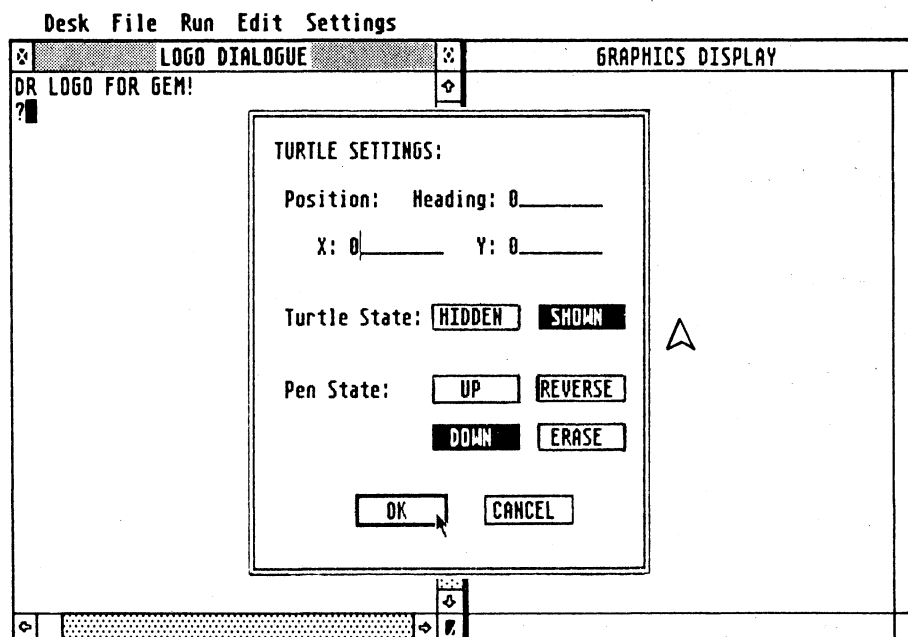 Desk File Run Edit Settings
LOGO DIALOGUE
GRAPHICS DISPLAY
DR LOGO FOR GEM!
?
TURTLE SETTINGS:
Position: Heading: 0
X: 0 Y: 0
Turtle State: HIDDEN SHOWN
Pen State: UP REVERSE
DOWN ERASE
OK CANCEL